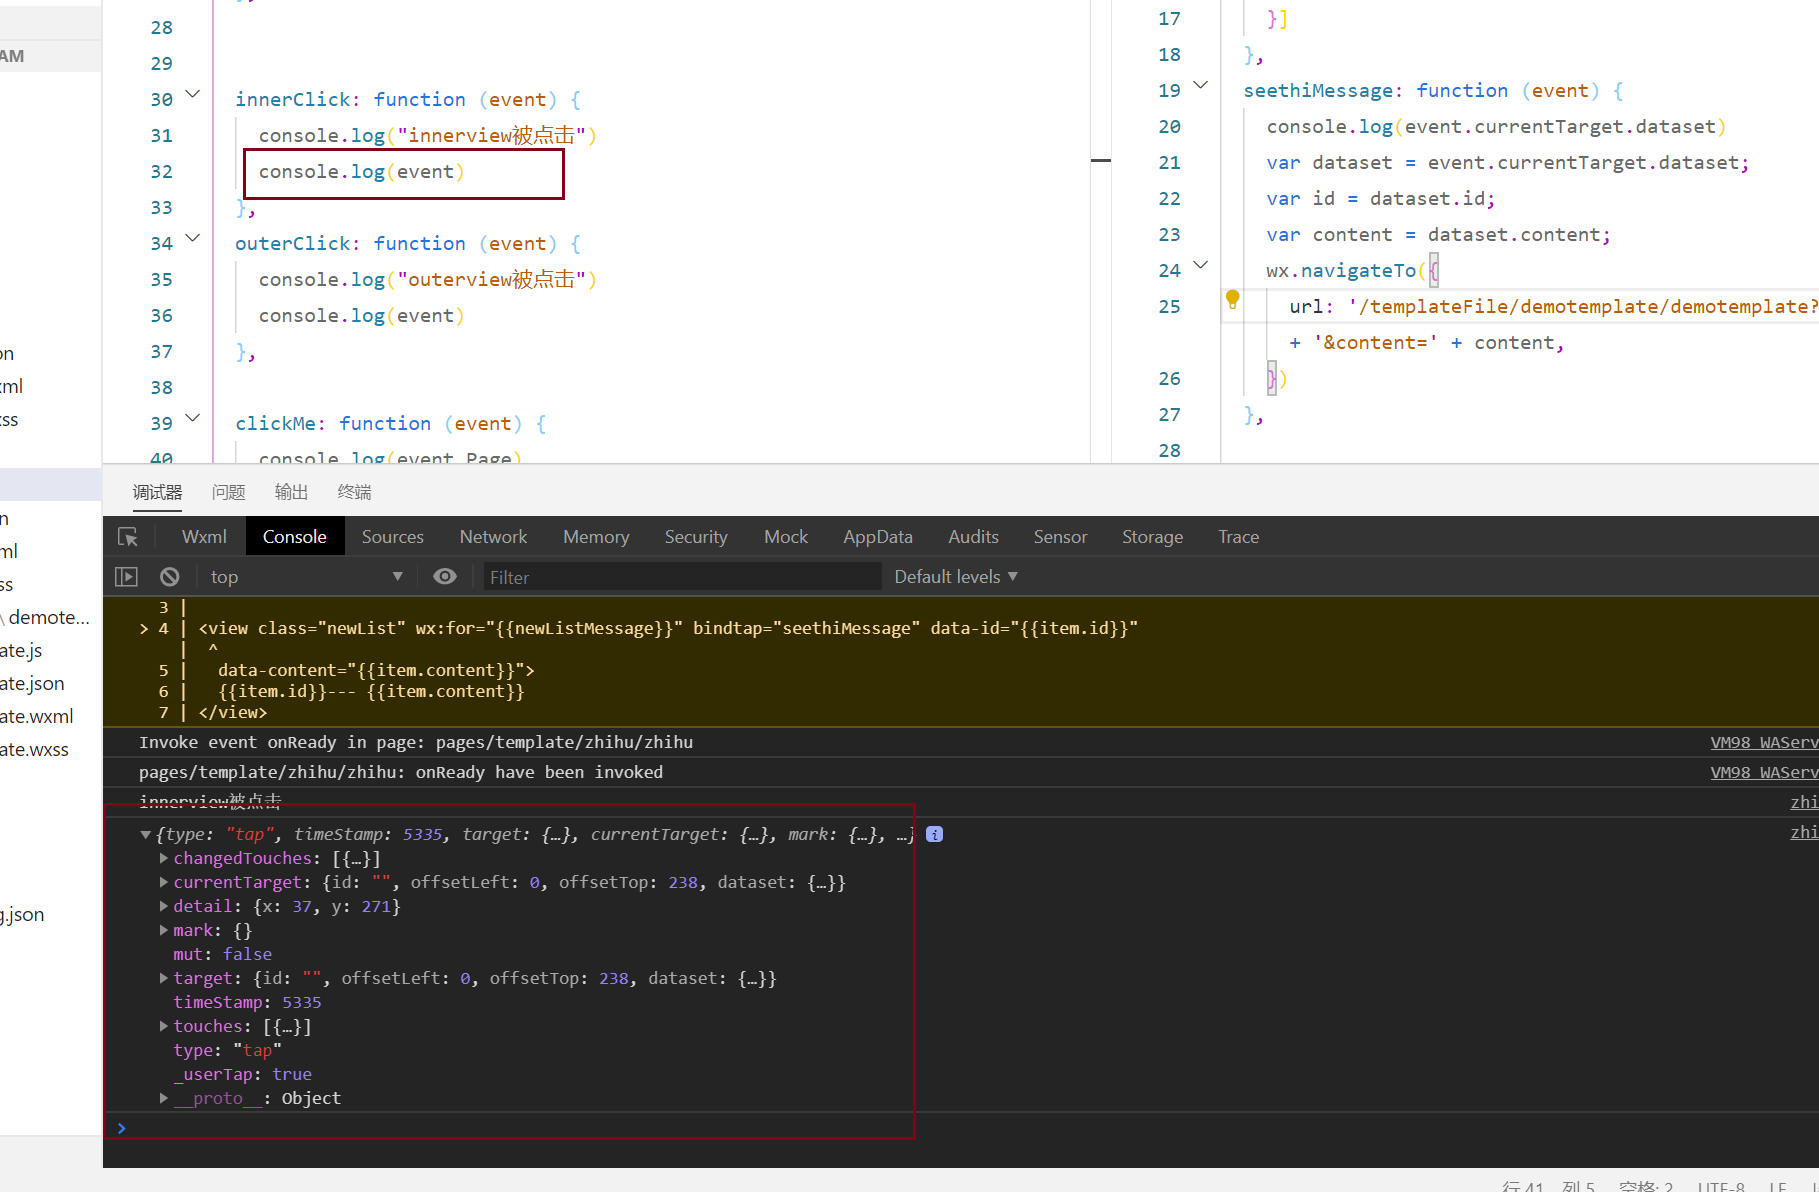 AM
on
xml
xss
n
ml
ss
\ demote...
ate.js
ate.json
ate.wxml
ate.wxss
g.json
28
29
30 innerClick: function (event) {
31 console.log("innerview被点击")
32 console.log(event)
33 },
34 outerClick: function (event) {
35 console.log("outerview被点击")
36 console.log(event)
37 },
38
39 clickMe: function (event) {
40 console.log(event.Page)
17 }]
18 },
19 seethiMessage: function (event) {
20 console.log(event.currentTarget.dataset)
21 var dataset = event.currentTarget.dataset;
22 var id = dataset.id;
23 var content = dataset.content;
24 wx.navigateTo({
25 url: '/templateFile/demotemplate/demotemplate?
+ '&content=' + content,
26 })
27 },
28
调试器 问题 输出 终端
Wxml Console Sources Network Memory Security Mock AppData Audits Sensor Storage Trace
top Filter Default levels
3 |
> 4 | <view class="newList" wx:for="{{newListMessage}}" bindtap="seethiMessage" data-id="{{item.id}}"
| ^
5 | data-content="{{item.content}}">
6 | {{item.id}}--- {{item.content}}
7 | </view>
Invoke event onReady in page: pages/template/zhihu/zhihu VM98 WAServ
pages/template/zhihu/zhihu: onReady have been invoked VM98 WAServ
innerview被点击 zhi
{type: "tap", timeStamp: 5335, target: {…}, currentTarget: {…}, mark: {…}, …} i zhi
changedTouches: [{…}]
currentTarget: {id: "", offsetLeft: 0, offsetTop: 238, dataset: {…}}
detail: {x: 37, y: 271}
mark: {}
mut: false
target: {id: "", offsetLeft: 0, offsetTop: 238, dataset: {…}}
timeStamp: 5335
touches: [{…}]
type: "tap"
_userTap: true
__proto__: Object
>
行 41, 列 5 空格: 2 UTF-8 LF